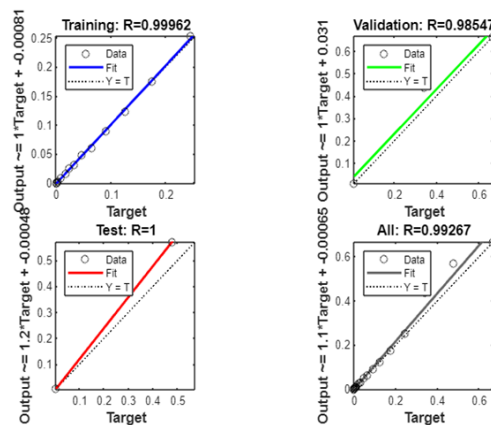 Training: R=0.99962
Output ~= 1*Target + -0.00081
0.25
0.2
0.15
0.1
0.05
0
Data
Fit
Y = T
0
0.1
0.2
Target
Validation: R=0.98547
Output ~= 1*Target + 0.031
0.6
0.5
0.4
0.3
0.2
0.1
Data
Fit
Y = T
0.2
0.4
0.6
Target
Test: R=1
Output ~= 1.2*Target + -0.00048
0.5
0.4
0.3
0.2
0.1
Data
Fit
Y = T
0.1
0.2
0.3
0.4
0.5
Target
All: R=0.99267
Output ~= 1.1*Target + -0.00065
0.6
0.4
0.2
0
Data
Fit
Y = T
0
0.2
0.4
0.6
Target